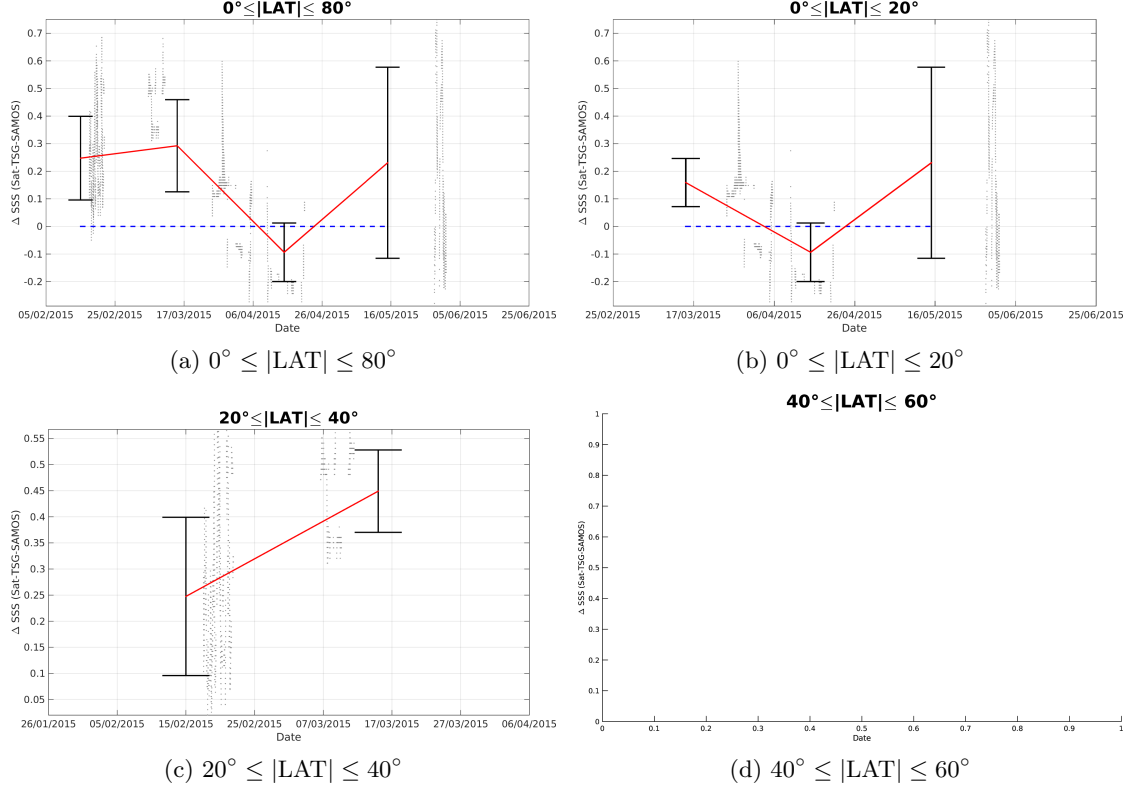 0°≤|LAT|≤ 80°
Δ SSS (Sat-TSG-SAMOS)
0.7
0.6
0.5
0.4
0.3
0.2
0.1
0
-0.1
-0.2
05/02/2015 25/02/2015 17/03/2015 06/04/2015 26/04/2015 16/05/2015 05/06/2015 25/06/2015
Date
(a) 0° ≤ |LAT| ≤ 80°
0°≤|LAT|≤ 20°
Δ SSS (Sat-TSG-SAMOS)
0.7
0.6
0.5
0.4
0.3
0.2
0.1
0
-0.1
-0.2
25/02/2015 17/03/2015 06/04/2015 26/04/2015 16/05/2015 05/06/2015 25/06/2015
Date
(b) 0° ≤ |LAT| ≤ 20°
20°≤|LAT|≤ 40°
Δ SSS (Sat-TSG-SAMOS)
0.55
0.5
0.45
0.4
0.35
0.3
0.25
0.2
0.15
0.1
0.05
26/01/2015 05/02/2015 15/02/2015 25/02/2015 07/03/2015 17/03/2015 27/03/2015 06/04/2015
Date
(c) 20° ≤ |LAT| ≤ 40°
40°≤|LAT|≤ 60°
Δ SSS (Sat-TSG-SAMOS)
1
0.9
0.8
0.7
0.6
0.5
0.4
0.3
0.2
0.1
0
0 0.1 0.2 0.3 0.4 0.5 0.6 0.7 0.8 0.9 1
Date
(d) 40° ≤ |LAT| ≤ 60°